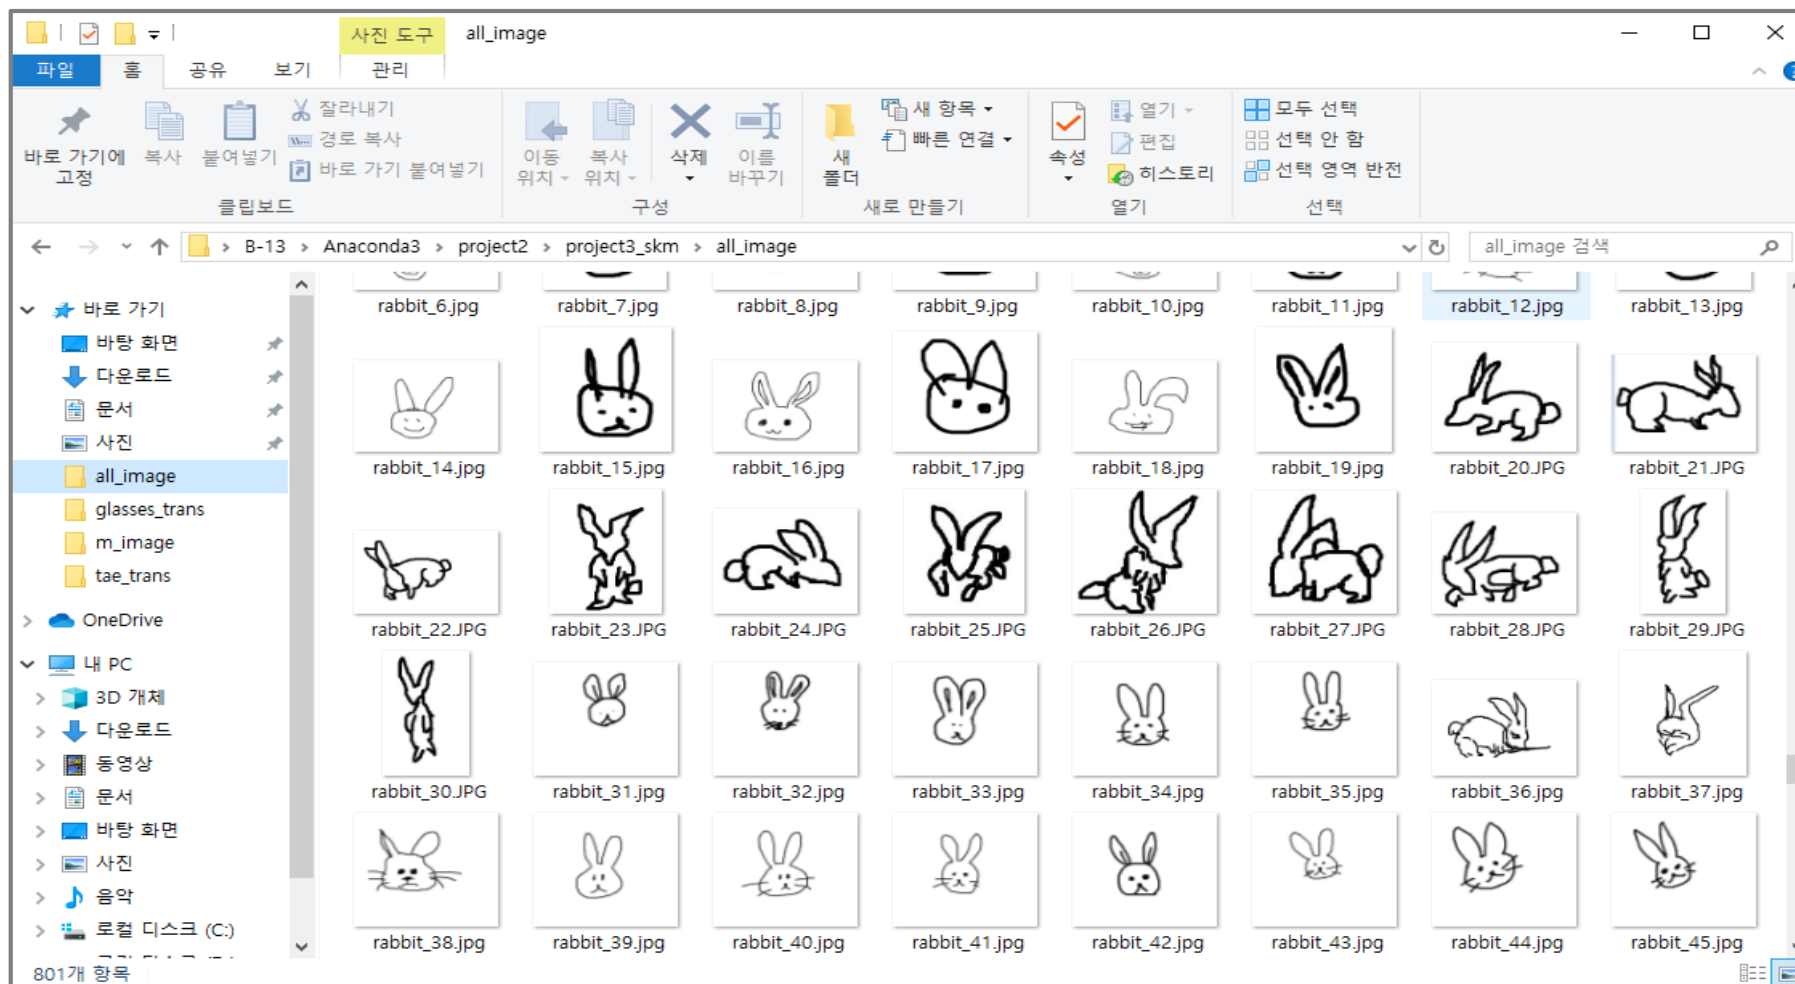 사진 도구 all_image
파일 홈 공유 보기 관리
바로 가기에 고정
복사
붙여넣기
잘라내기
경로 복사
바로 가기 붙여넣기
클립보드
이동 위치
복사 위치
삭제
이름 바꾸기
구성
새 폴더
새 항목
빠른 연결
새로 만들기
속성
열기
편집
히스토리
열기
모두 선택
선택 안 함
선택 영역 반전
선택
B-13 > Anaconda3 > project2 > project3_skm > all_image
all_image 검색
바로 가기
바탕 화면
다운로드
문서
사진
all_image
glasses_trans
m_image
tae_trans
OneDrive
내 PC
3D 개체
다운로드
동영상
문서
바탕 화면
사진
음악
로컬 디스크 (C:)
rabbit_6.jpg rabbit_7.jpg rabbit_8.jpg rabbit_9.jpg rabbit_10.jpg rabbit_11.jpg rabbit_12.jpg rabbit_13.jpg
rabbit_14.jpg rabbit_15.jpg rabbit_16.jpg rabbit_17.jpg rabbit_18.jpg rabbit_19.jpg rabbit_20.JPG rabbit_21.JPG
rabbit_22.JPG rabbit_23.JPG rabbit_24.JPG rabbit_25.JPG rabbit_26.JPG rabbit_27.JPG rabbit_28.JPG rabbit_29.JPG
rabbit_30.JPG rabbit_31.jpg rabbit_32.jpg rabbit_33.jpg rabbit_34.jpg rabbit_35.jpg rabbit_36.jpg rabbit_37.jpg
rabbit_38.jpg rabbit_39.jpg rabbit_40.jpg rabbit_41.jpg rabbit_42.jpg rabbit_43.jpg rabbit_44.jpg rabbit_45.jpg
801개 항목